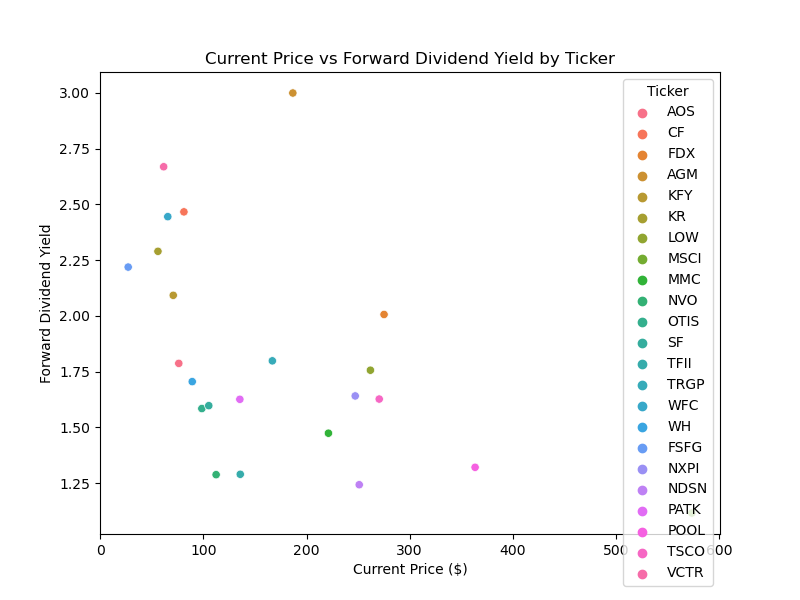 Current Price vs Forward Dividend Yield by Ticker
Forward Dividend Yield
3.00
2.75
2.50
2.25
2.00
1.75
1.50
1.25
0
100
200
300
400
500
600
Current Price ($)
Ticker
AOS
CF
FDX
AGM
KFY
KR
LOW
MSCI
MMC
NVO
OTIS
SF
TFII
TRGP
WFC
WH
FSFG
NXPI
NDSN
PATK
POOL
TSCO
VCTR